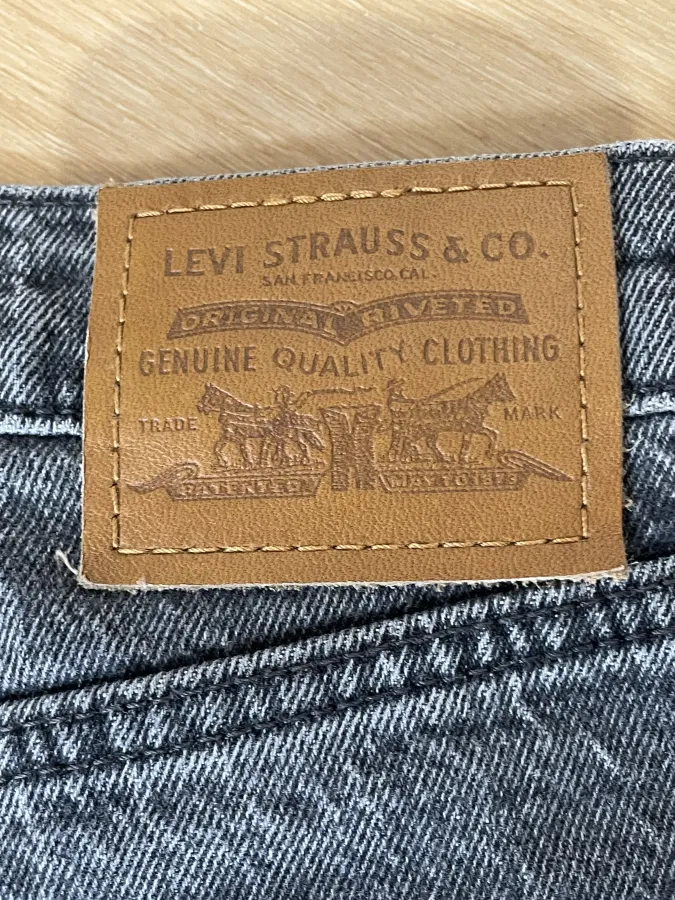 LEVI STRAUSS & CO.
SAN FRANCISCO CAL.
ORIGINAL RIVETED
GENUINE QUALITY CLOTHING
TRADE MARK
PATENTED MAY 20 1873